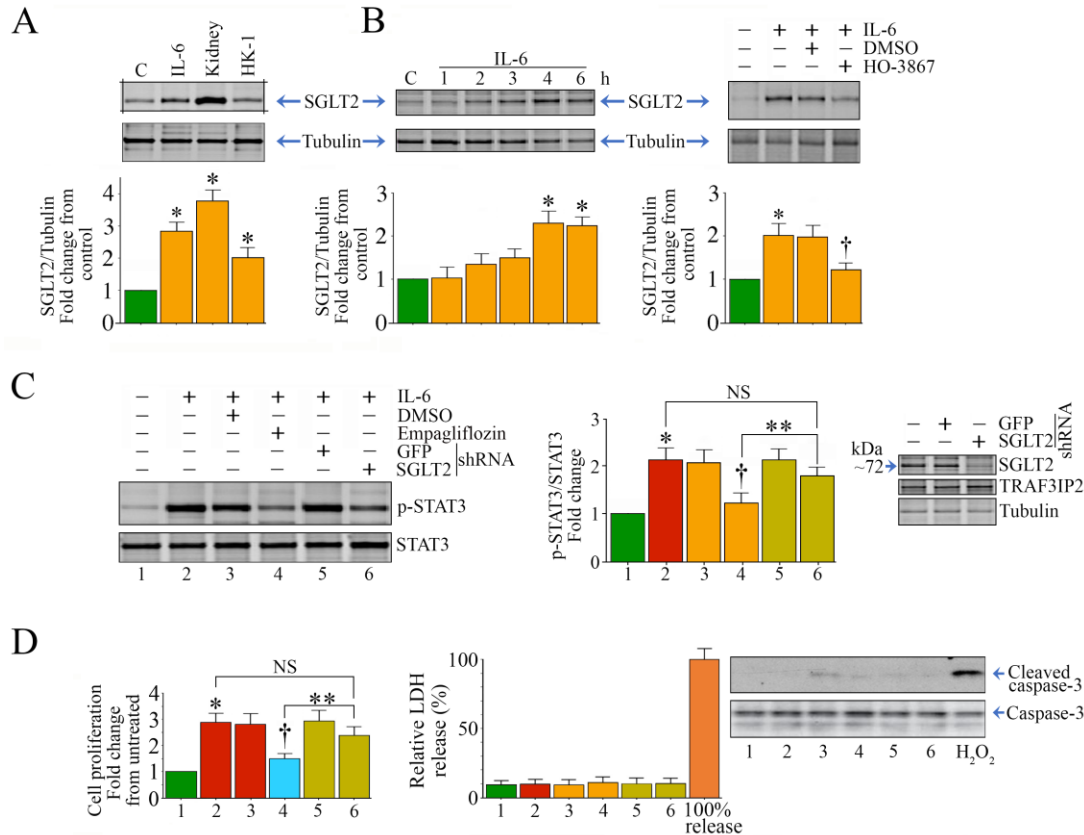 A
C
IL-6
Kidney
HK-1
SGLT2
Tubulin
SGLT2/Tubulin
Fold change from
control
4
3
2
1
0
*
*
*
B
IL-6
C 1 2 3 4 6 h
SGLT2
Tubulin
SGLT2/Tubulin
Fold change from
control
3
2
1
0
* *
− + + + IL-6
− − + − DMSO
− − − + HO-3867
SGLT2/Tubulin
Fold change from
control
3
2
1
0
*
†
C
− + + + + + IL-6
− − + − − − DMSO
− − − + − − Empagliflozin
− − − − + − GFP
− − − − − + SGLT2
shRNA
p-STAT3
STAT3
1 2 3 4 5 6
p-STAT3/STAT3
Fold change
3
2
1
0
NS
*
**
†
1 2 3 4 5 6
− + − GFP
− − + SGLT2
shRNA
kDa
~72
SGLT2
TRAF3IP2
Tubulin
D
Cell proliferation
Fold change
from untreated
4
3
2
1
0
NS
*
**
†
1 2 3 4 5 6
Relative LDH
release (%)
100
50
0
1 2 3 4 5 6 100%
release
Cleaved
caspase-3
Caspase-3
1 2 3 4 5 6 H₂O₂